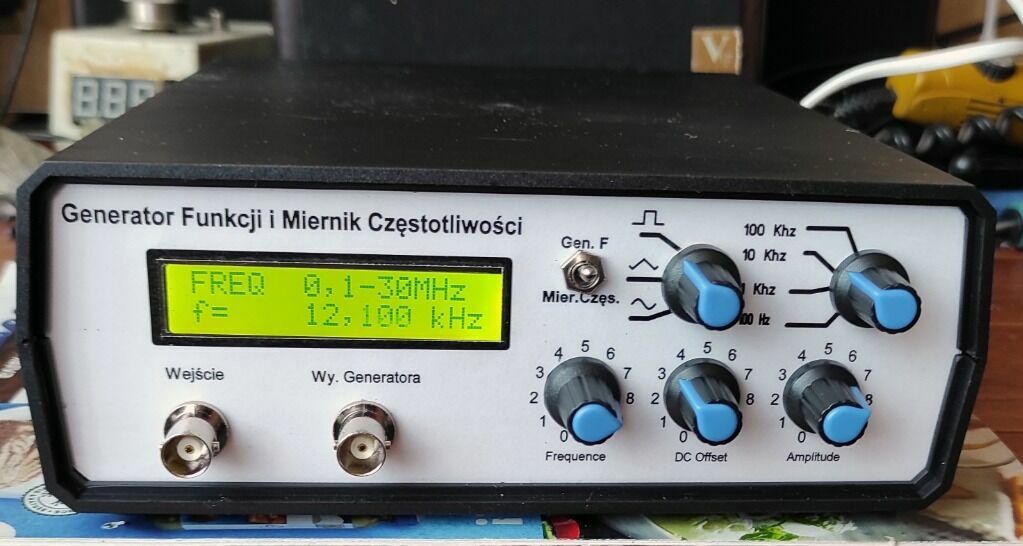 V
Generator Funkcji i Miernik Częstotliwości
FREQ 0,1-30MHz
f= 12,100 kHz
Gen. F
Mier.Częs.
100 Khz
10 Khz
1 Khz
Hz
Wejście
Wy. Generatora
0 1 2 3 4 5 6 7 8
Frequence
0 1 2 3 4 5 6 7 8
DC Offset
0 1 2 3 4 5 6 7 8
Amplitude